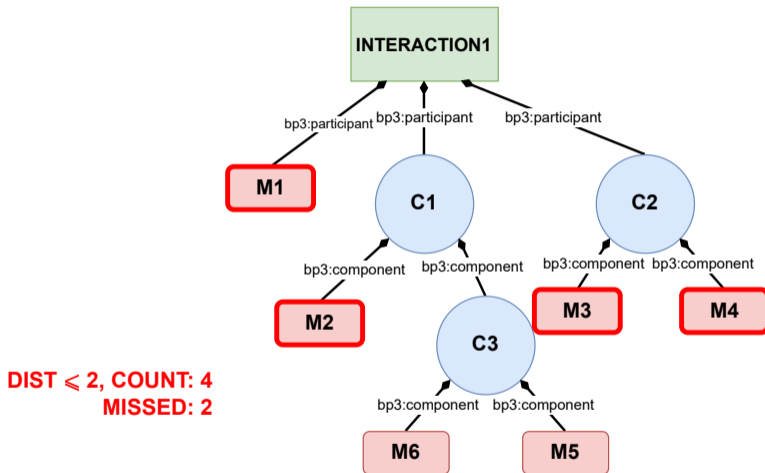 INTERACTION1
bp3:participant
bp3:participant
bp3:participant
M1
C1
C2
bp3:component
bp3:component
bp3:component
bp3:component
M2
M3
M4
C3
DIST ⩽ 2, COUNT: 4
MISSED: 2
bp3:component
bp3:component
M6
M5